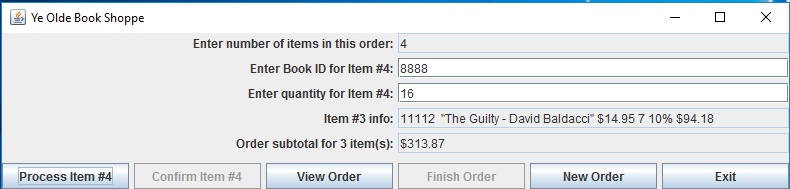 Ye Olde Book Shoppe
Enter number of items in this order: 4
Enter Book ID for Item #4: 8888
Enter quantity for Item #4: 16
Item #3 info: 11112 "The Guilty - David Baldacci" $14.95 7 10% $94.18
Order subtotal for 3 item(s): $313.87
Process Item #4 Confirm Item #4 View Order Finish Order New Order Exit